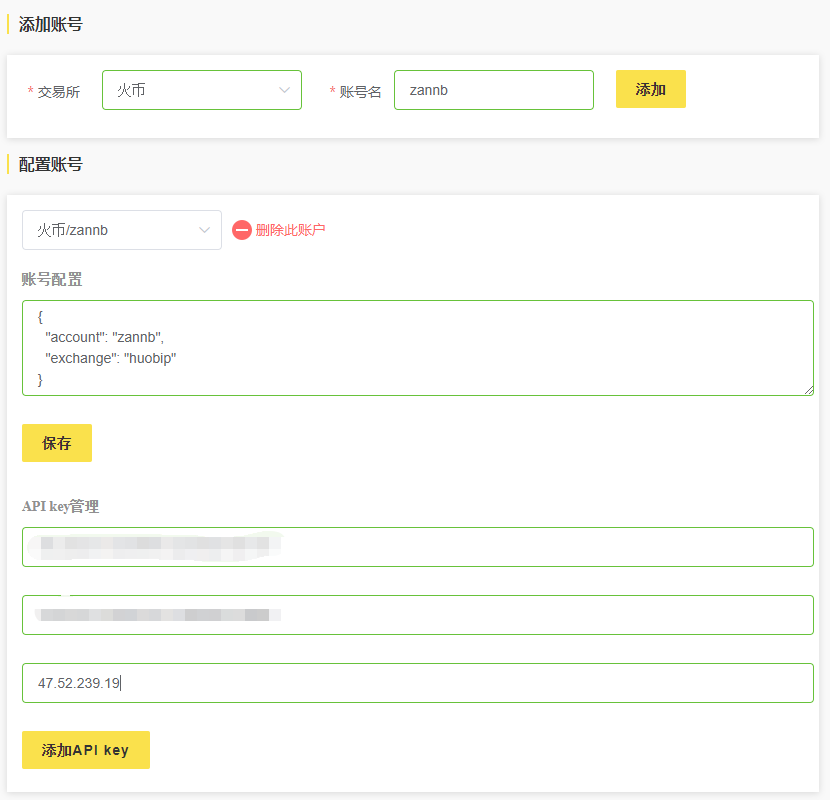 添加账号
* 交易所 火币 * 账号名 zannb 添加
配置账号
火币/zannb 删除此账户
账号配置
{
"account": "zannb",
"exchange": "huobip"
}
保存
API key管理
47.52.239.19
添加API key